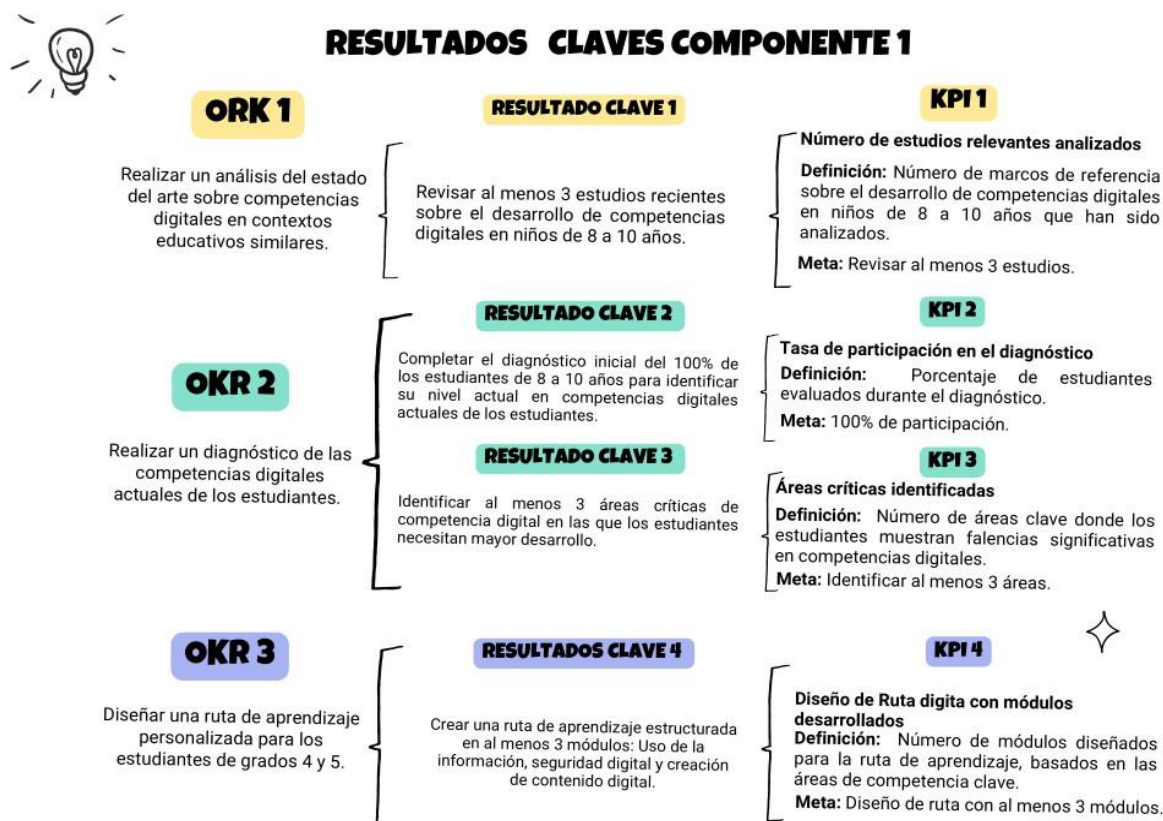 RESULTADOS CLAVES COMPONENTE 1
ORK 1
Realizar un análisis del estado
del arte sobre competencias
digitales en contextos
educativos similares.
RESULTADO CLAVE 1
Revisar al menos 3 estudios recientes
sobre el desarrollo de competencias
digitales en niños de 8 a 10 años.
KPI 1
Número de estudios relevantes analizados
Definición: Número de marcos de referencia
sobre el desarrollo de competencias digitales
en niños de 8 a 10 años que han sido
analizados.
Meta: Revisar al menos 3 estudios.
OKR 2
Realizar un diagnóstico de las
competencias digitales
actuales de los estudiantes.
RESULTADO CLAVE 2
Completar el diagnóstico inicial del 100% de
los estudiantes de 8 a 10 años para identificar
su nivel actual en competencias digitales
actuales de los estudiantes.
KPI 2
Tasa de participación en el diagnóstico
Definición: Porcentaje de estudiantes
evaluados durante el diagnóstico.
Meta: 100% de participación.
RESULTADO CLAVE 3
Identificar al menos 3 áreas críticas de
competencia digital en las que los estudiantes
necesitan mayor desarrollo.
KPI 3
Áreas críticas identificadas
Definición: Número de áreas clave donde los
estudiantes muestran falencias significativas
en competencias digitales.
Meta: Identificar al menos 3 áreas.
OKR 3
Diseñar una ruta de aprendizaje
personalizada para los
estudiantes de grados 4 y 5.
RESULTADOS CLAVE 4
Crear una ruta de aprendizaje estructurada
en al menos 3 módulos: Uso de la
información, seguridad digital y creación
de contenido digital.
KPI 4
Diseño de Ruta digita con módulos
desarrollados
Definición: Número de módulos diseñados
para la ruta de aprendizaje, basados en las
áreas de competencia clave.
Meta: Diseño de ruta con al menos 3 módulos.